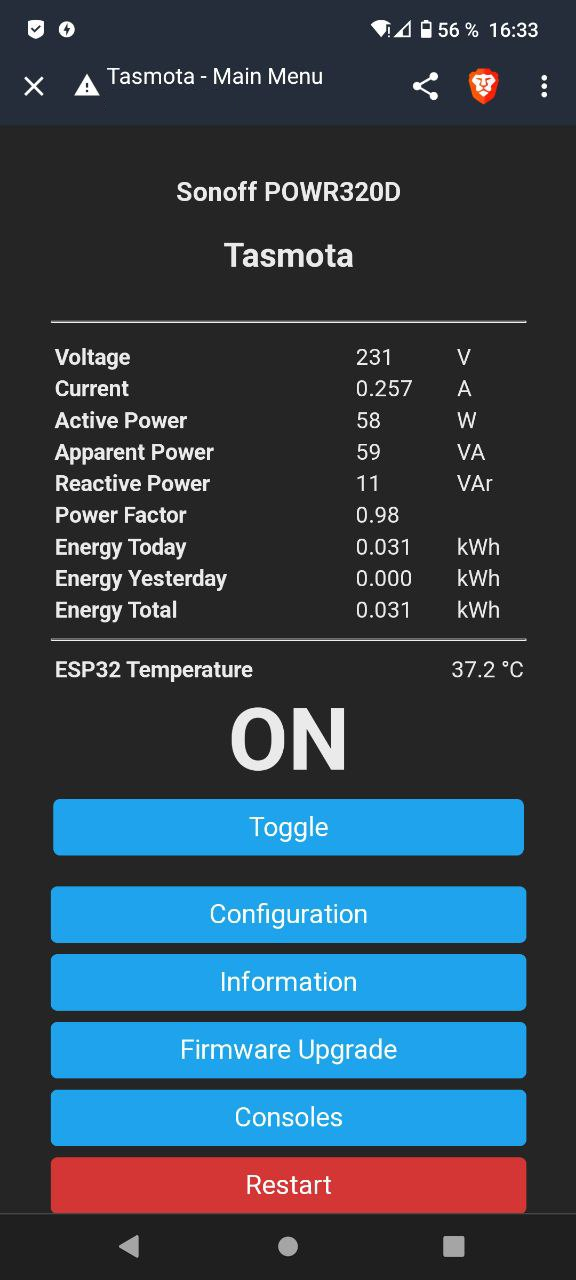 56 % 16:33
Tasmota - Main Menu
Sonoff POWR320D
Tasmota
Voltage 231 V
Current 0.257 A
Active Power 58 W
Apparent Power 59 VA
Reactive Power 11 VAr
Power Factor 0.98
Energy Today 0.031 kWh
Energy Yesterday 0.000 kWh
Energy Total 0.031 kWh
ESP32 Temperature 37.2 °C
ON
Toggle
Configuration
Information
Firmware Upgrade
Consoles
Restart